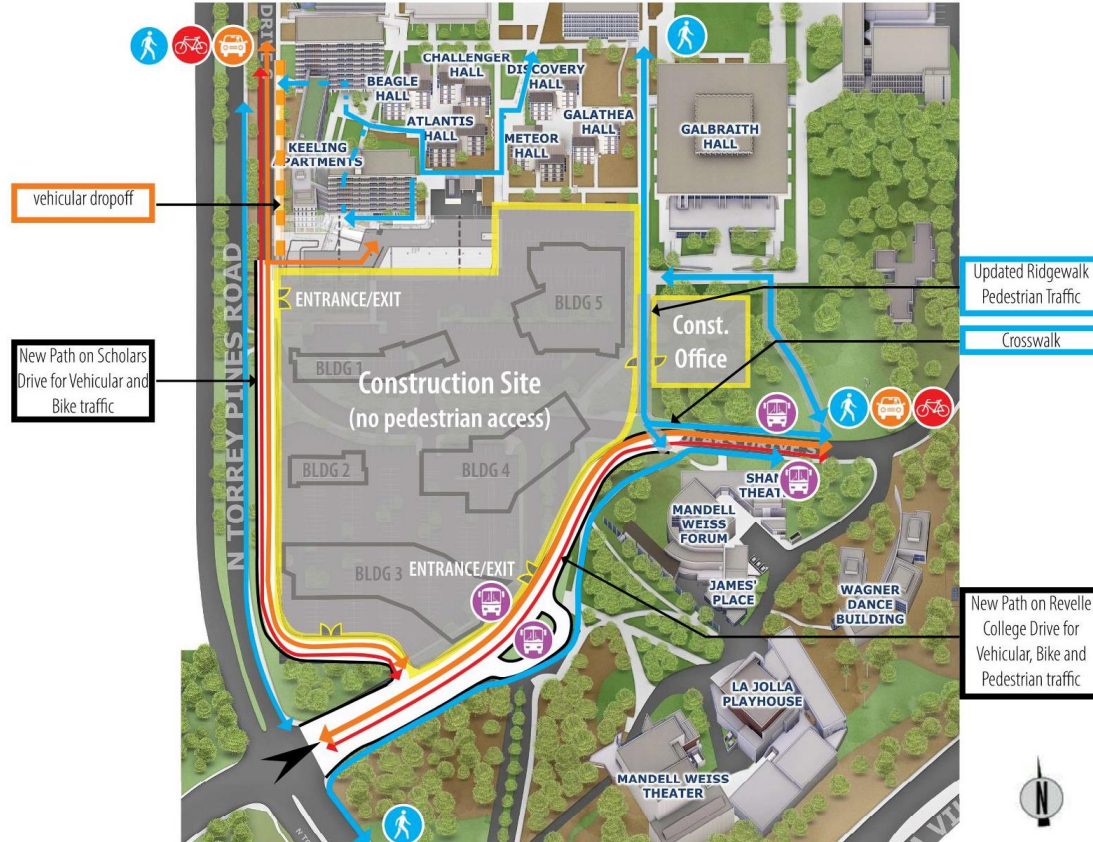 DRIVE
CHALLENGER
HALL
DISCOVERY
HALL
BEAGLE
HALL
ATLANTIS
HALL
GALATHEA
HALL
METEOR
HALL
GALBRAITH
HALL
KEELING
APARTMENTS
vehicular dropoff
N TORREY PINES ROAD
Updated Ridgewalk
Pedestrian Traffic
ENTRANCE/EXIT
BLDG 5
Const.
Office
Crosswalk
New Path on Scholars
Drive for Vehicular and
Bike traffic
BLDG 1
Construction Site
(no pedestrian access)
BLDG 2
BLDG 4
MANDELL
WEISS
FORUM
BLDG 3
ENTRANCE/EXIT
JAMES'
PLACE
WAGNER
DANCE
BUILDING
New Path on Revelle
College Drive for
Vehicular, Bike and
Pedestrian traffic
LA JOLLA
PLAYHOUSE
MANDELL WEISS
THEATER
N